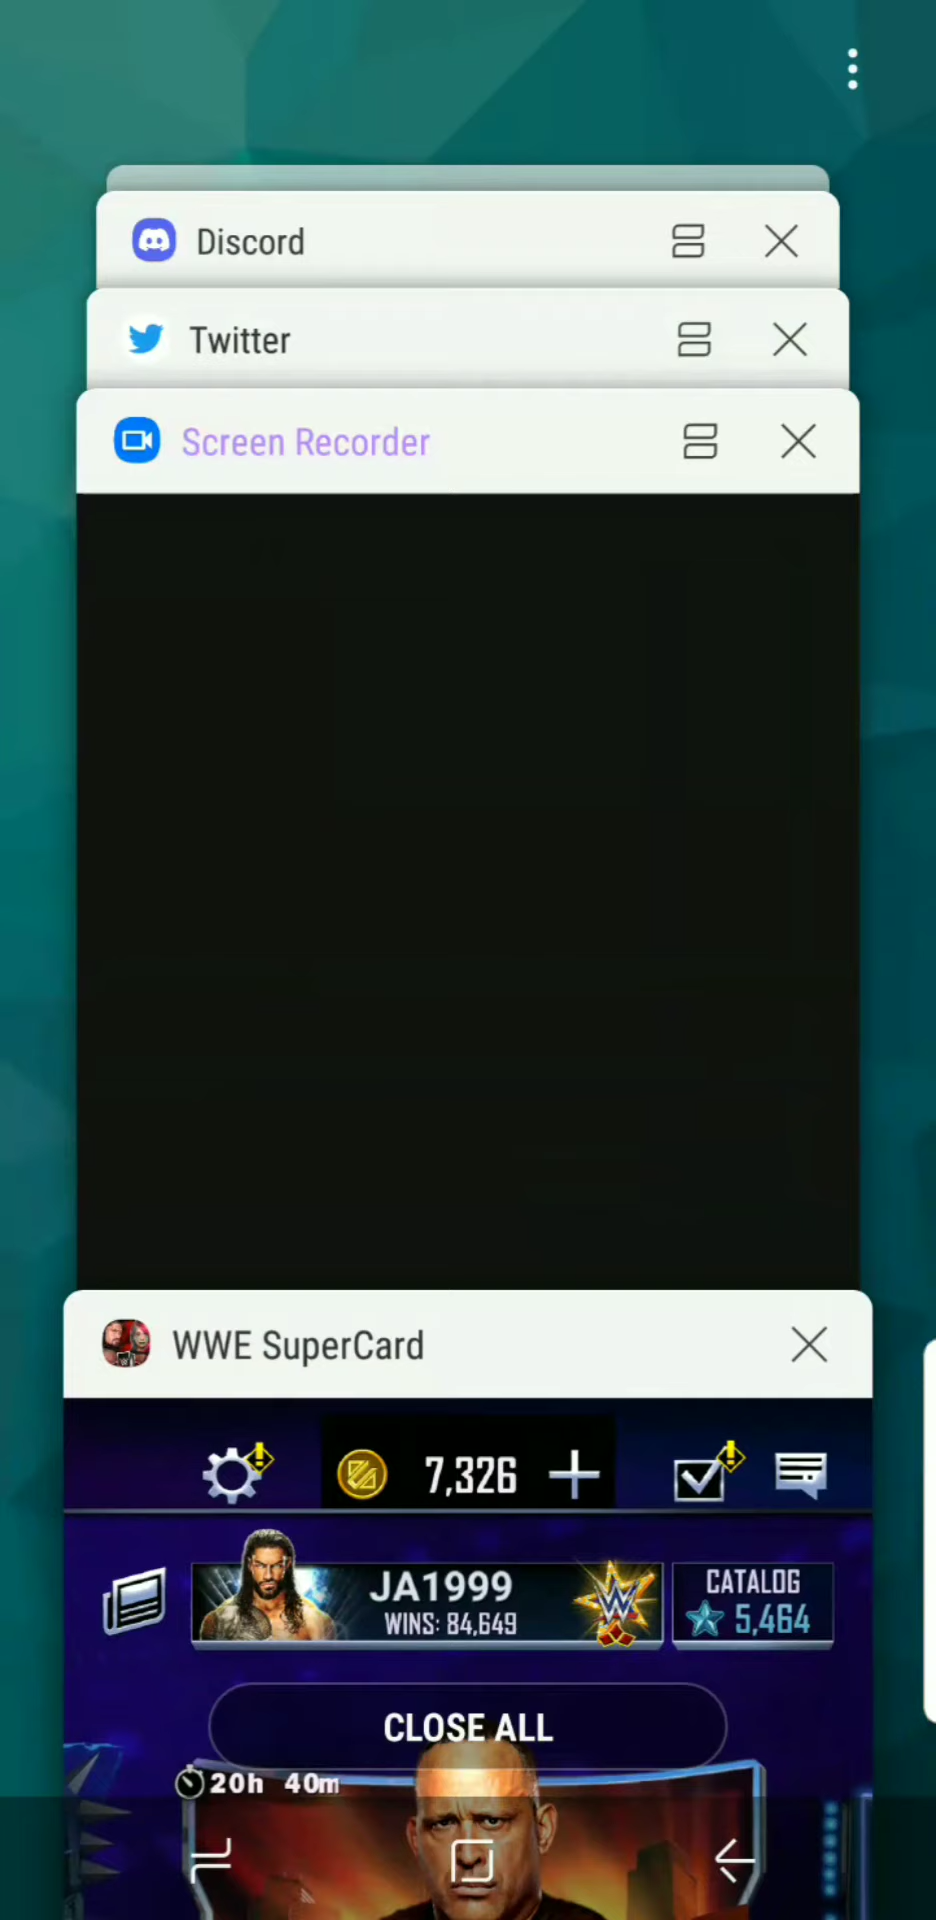 Discord
Twitter
Screen Recorder
WWE SuperCard
7,326
JA1999
WINS: 84,649
CATALOG
5,464
CLOSE ALL
20h 40m